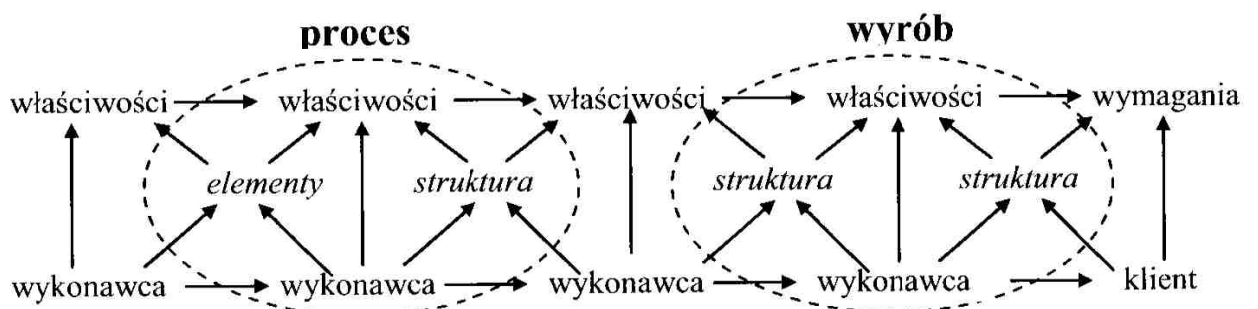 proces wyrób
właściwości właściwości właściwości właściwości wymagania
elementy struktura struktura struktura
wykonawca wykonawca wykonawca wykonawca klient